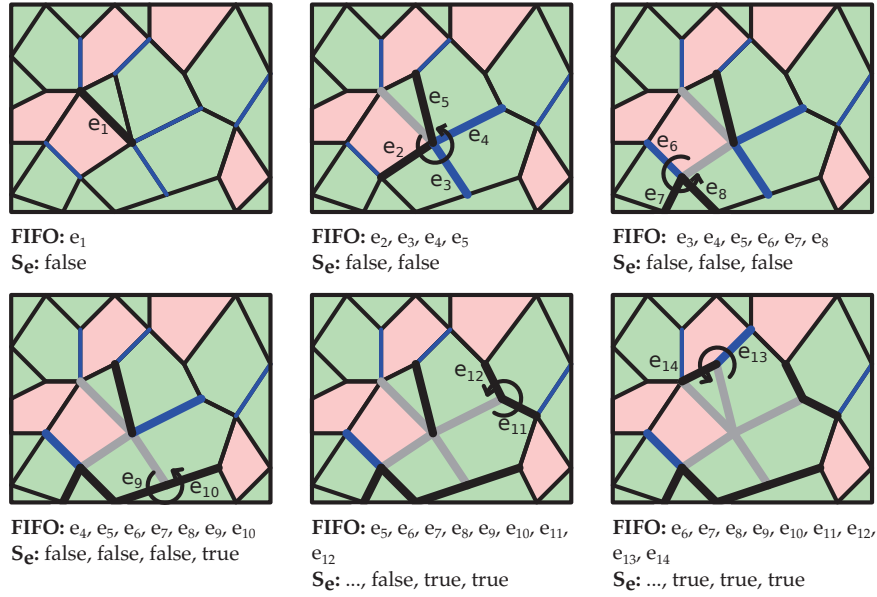 e1
e5
e4
e2
e3
e6
e7
e8
FIFO: e1
Se: false
FIFO: e2, e3, e4, e5
Se: false, false
FIFO: e3, e4, e5, e6, e7, e8
Se: false, false, false
e9
e10
e12
e11
e14
e13
FIFO: e4, e5, e6, e7, e8, e9, e10
Se: false, false, false, true
FIFO: e5, e6, e7, e8, e9, e10, e11,
e12
Se: ..., false, true, true
FIFO: e6, e7, e8, e9, e10, e11, e12,
e13, e14
Se: ..., true, true, true